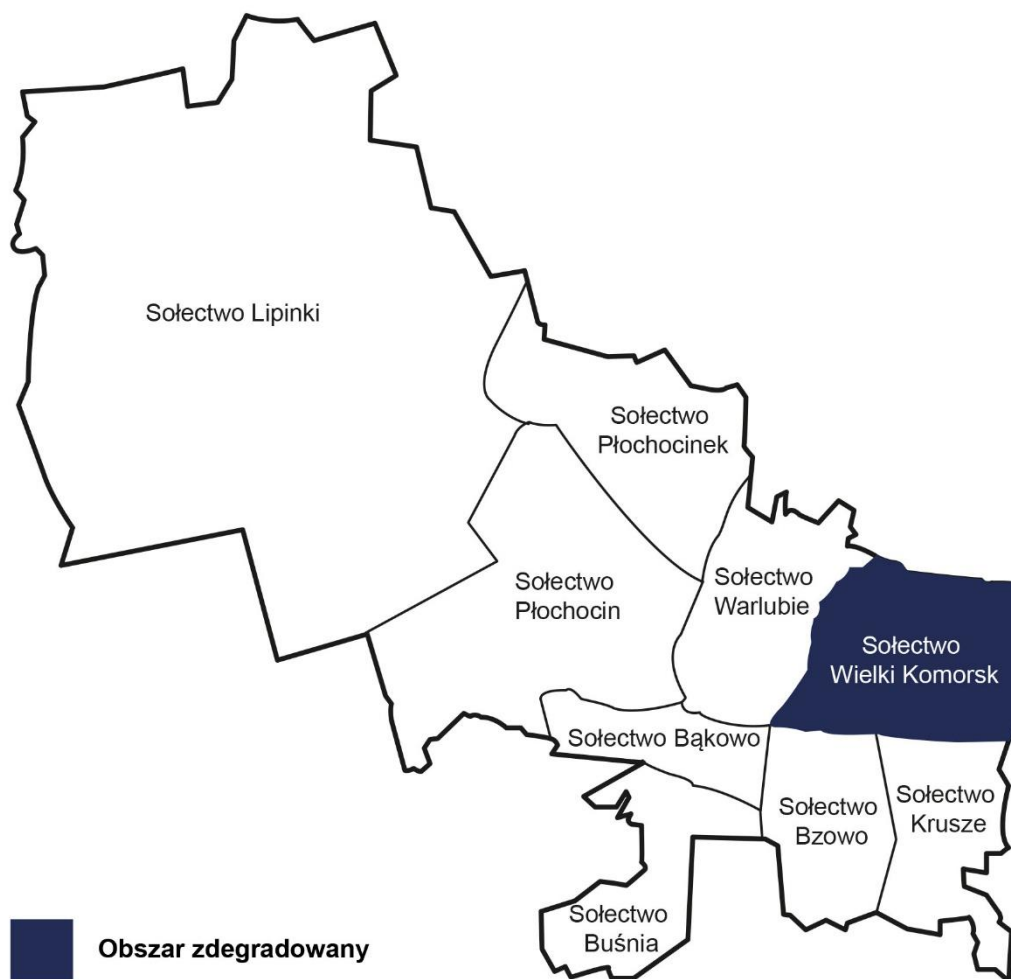 Sołectwo Lipinki
Sołectwo
Płochocinek
Sołectwo
Płochocin
Sołectwo
Warlubie
Sołectwo
Wielki Komorsk
Sołectwo Bąkowo
Sołectwo
Bzowo
Sołectwo
Krusze
Sołectwo
Buśnia
Obszar zdegradowany